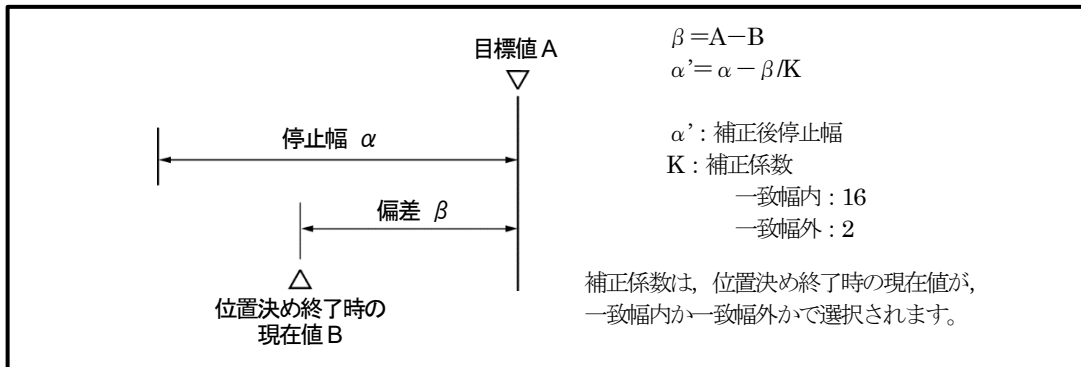 目標値 A
停止幅 α
偏差 β
位置決め終了時の
現在値 B
β=A－B
α’=α－β/K
α’：補正後停止幅
K：補正係数
一致幅内：16
一致幅外：2
補正係数は，位置決め終了時の現在値が，
一致幅内か一致幅外かで選択されます。